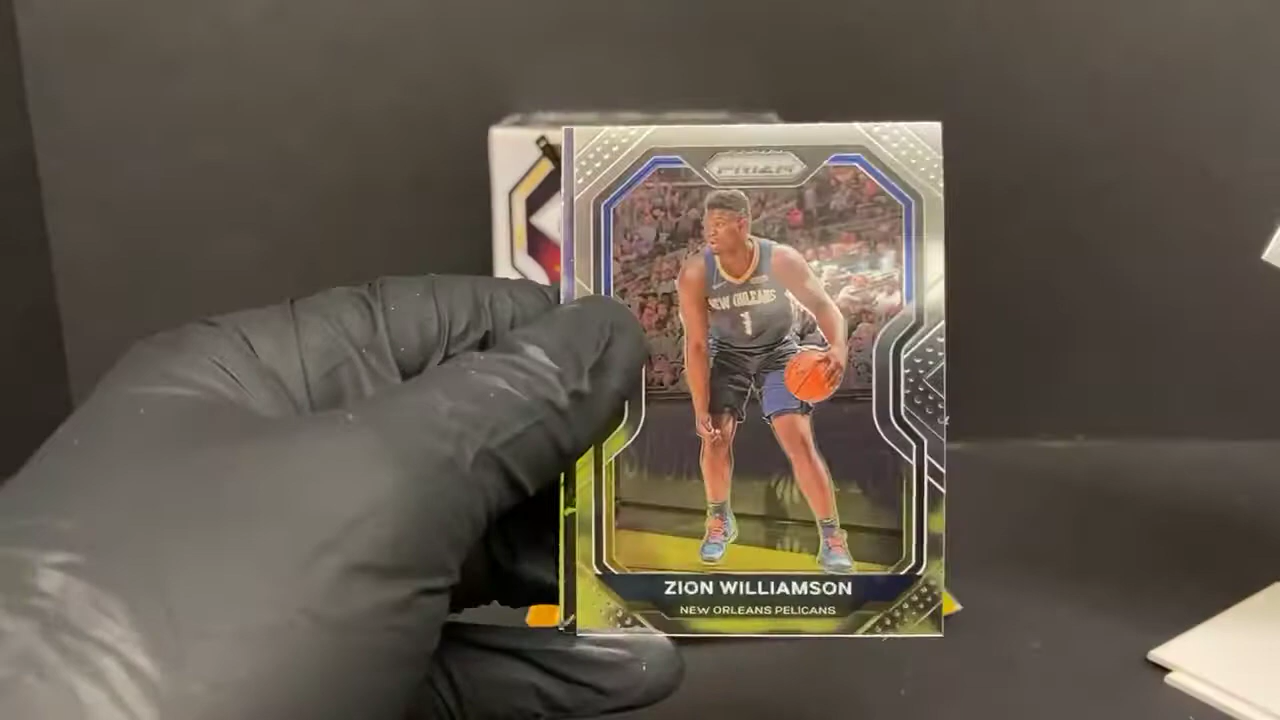 PRIZM
NEW ORLEANS
1
ZION WILLIAMSON
NEW ORLEANS PELICANS